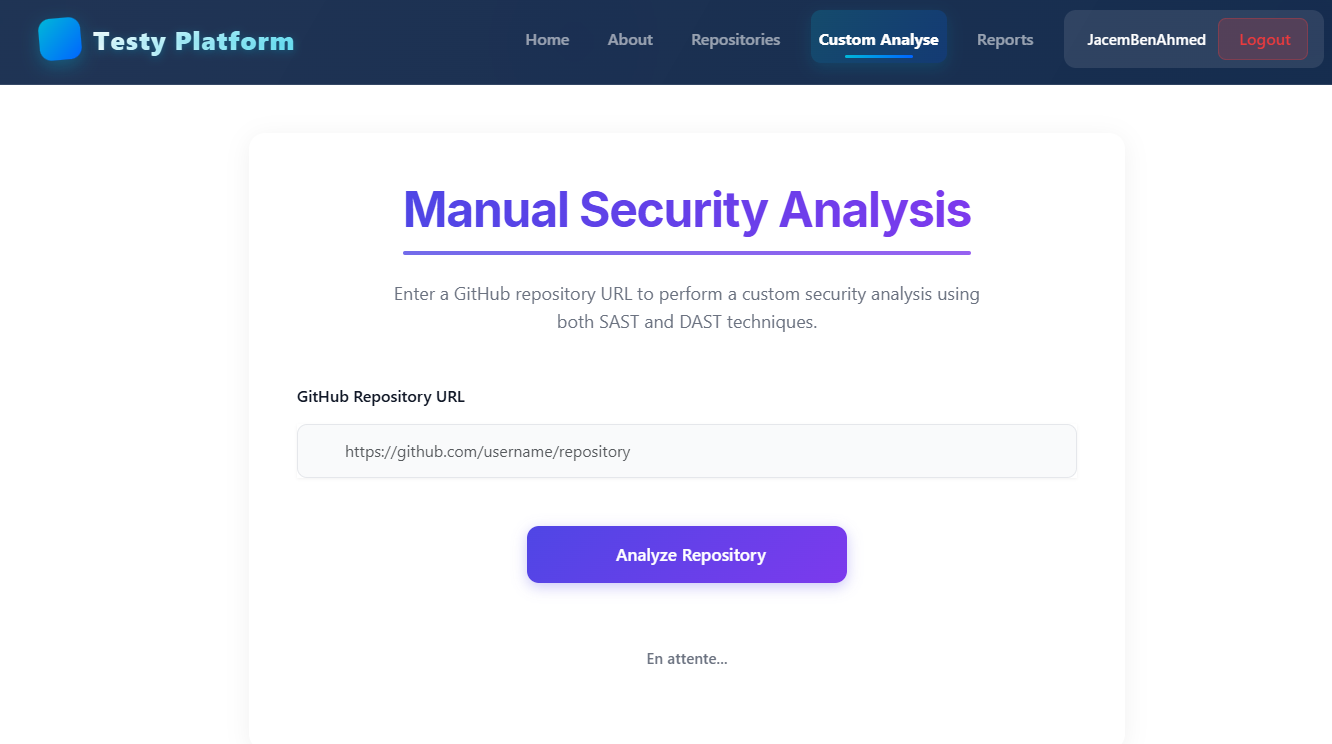 Testy Platform
Home
About
Repositories
Custom Analyse
Reports
JacemBenAhmed
Logout
Manual Security Analysis
Enter a GitHub repository URL to perform a custom security analysis using
both SAST and DAST techniques.
GitHub Repository URL
https://github.com/username/repository
Analyze Repository
En attente...